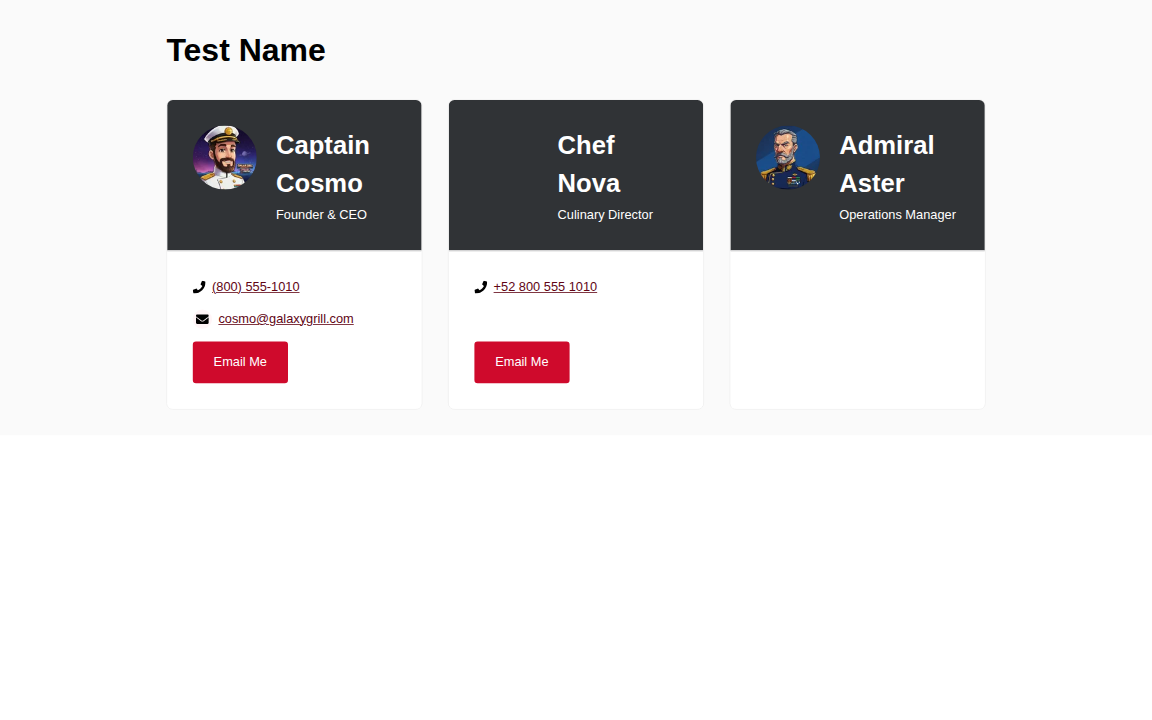 Test Name
Captain
Cosmo
Founder & CEO
(800) 555-1010
cosmo@galaxygrill.com
Email Me
Chef
Nova
Culinary Director
+52 800 555 1010
Email Me
Admiral
Aster
Operations Manager